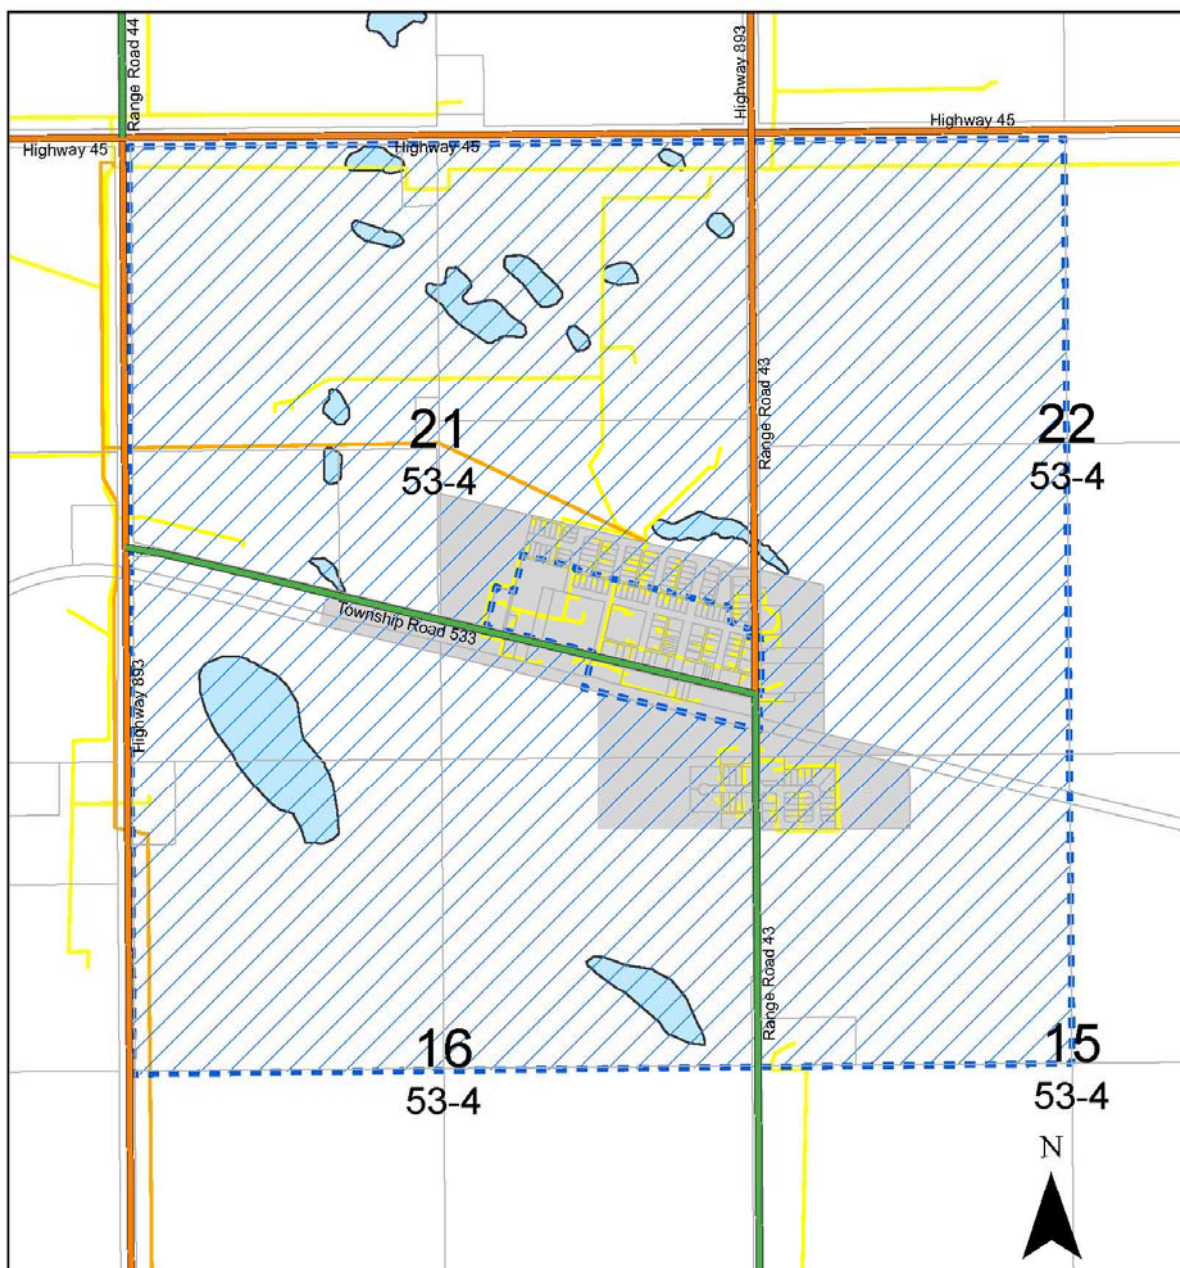 Range Road 44
Highway 893
Highway 45
Highway 45
Highway 45
Range Road 43
21
53-4
22
53-4
Township Road 533
Highway 893
Range Road 43
16
53-4
15
53-4
N